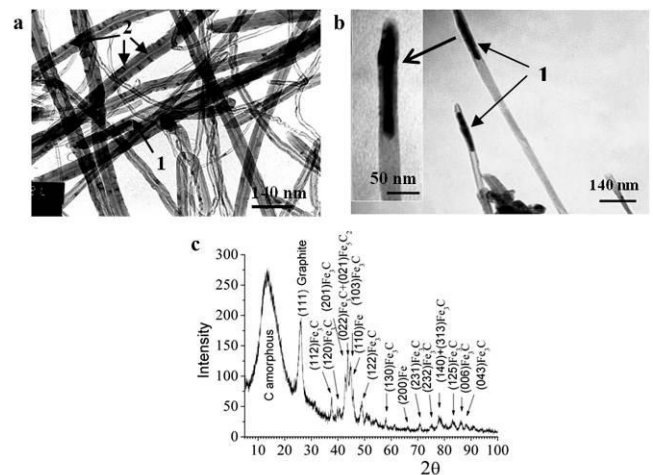 a
2
1
140 nm
b
1
50 nm
140 nm
c
Intensity
300
250
200
150
100
50
0
C amorphous
(111) Graphite
(112)Fe₃C
(120)Fe₃C
(201)Fe₃C
(022)Fe₃C+(021)Fe₅C₂
(103)Fe₃C
(110)Fe
(122)Fe₃C
(130)Fe₃C
(200)Fe
(231)Fe₃C
(232)Fe₃C
(140)+(313)Fe₃C
(125)Fe₃C
(006)Fe₃C
(043)Fe₃C
10 20 30 40 50 60 70 80 90 100
2θ